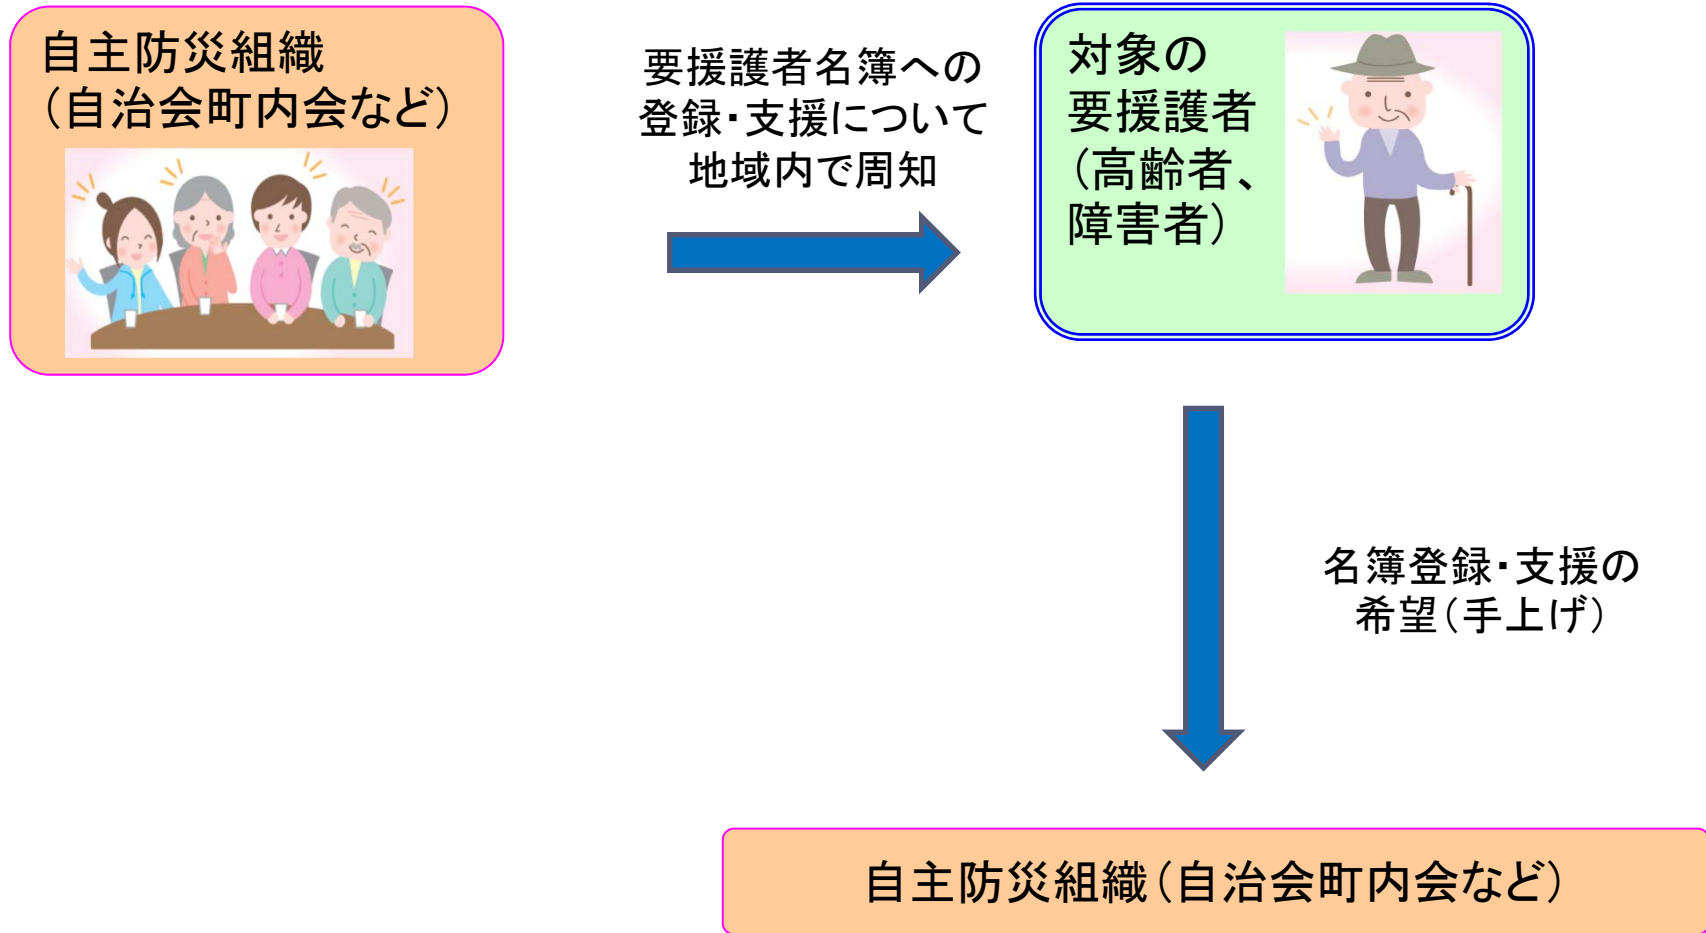 自主防災組織
（自治会町内会など）
要援護者名簿への
登録・支援について
地域内で周知
対象の
要援護者
（高齢者、
障害者）
名簿登録・支援の
希望（手上げ）
自主防災組織（自治会町内会など）